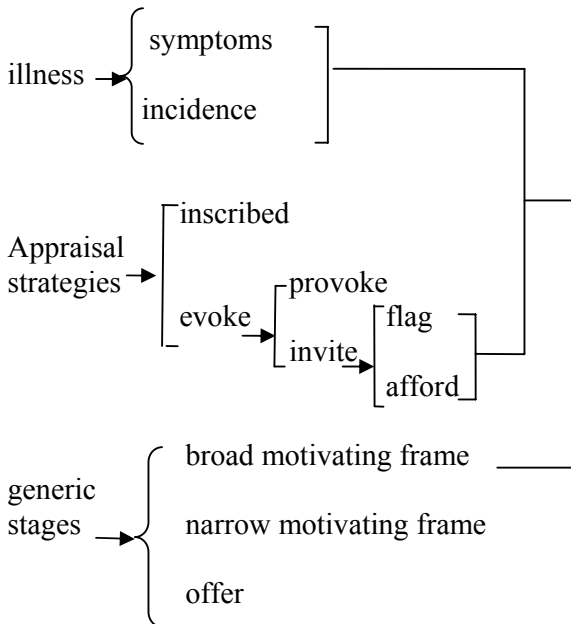 symptoms
illness
incidence
inscribed
Appraisal
strategies
provoke
evoke
flag
invite
afford
broad motivating frame
generic
stages
narrow motivating frame
offer